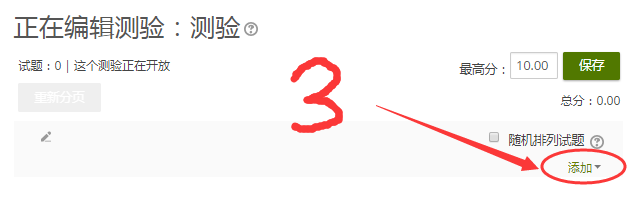 正在编辑测验：测验
试题：0 | 这个测验正在开放
最高分： 10.00 保存
重新分页
总分：0.00
3
随机排列试题
添加